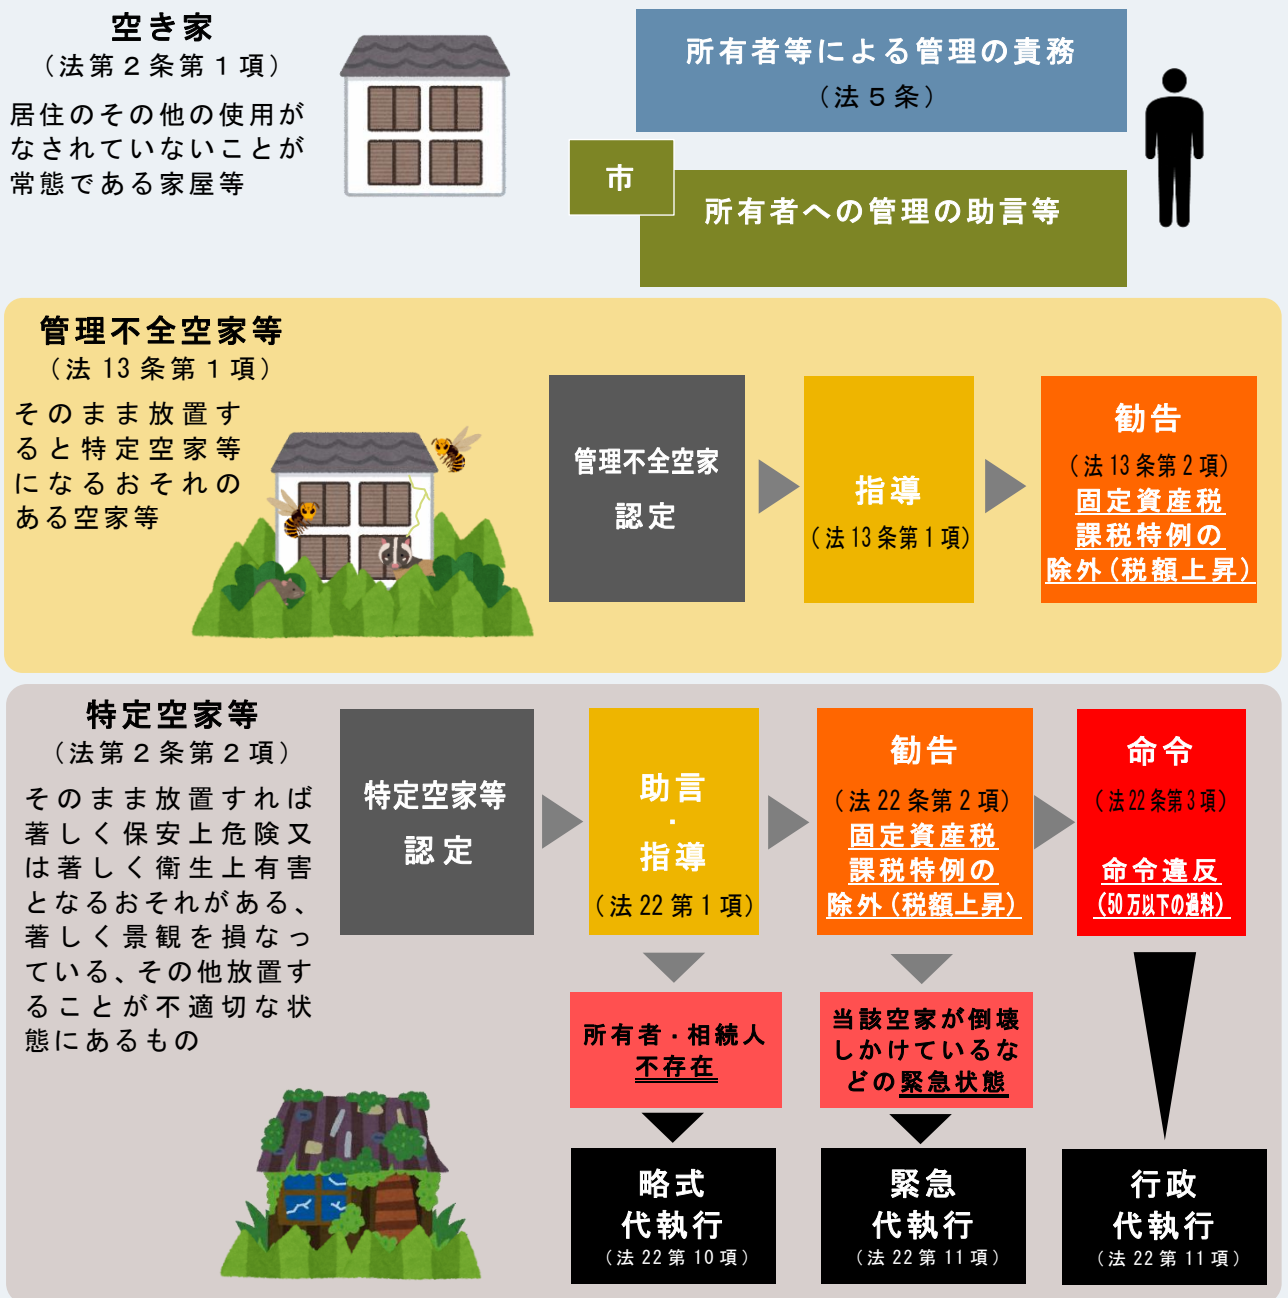 空き家
（法第２条第１項）
居住のその他の使用が
なされていないことが
常態である家屋等
所有者等による管理の責務
（法５条）
市
所有者への管理の助言等
管理不全空家等
（法13条第１項）
そのまま放置す
ると特定空家等
になるおそれの
ある空家等
管理不全空家
認定
指導
（法13条第１項）
勧告
（法13条第２項）
固定資産税
課税特例の
除外(税額上昇)
特定空家等
（法第２条第２項）
そのまま放置すれば
著しく保安上危険又
は著しく衛生上有害
となるおそれがある、
著しく景観を損なっ
ている、その他放置す
ることが不適切な状
態にあるもの
特定空家等
認定
助言
・
指導
（法22第１項）
勧告
（法22条第２項）
固定資産税
課税特例の
除外(税額上昇)
命令
（法22条第３項）
命令違反
(50万以下の過料)
所有者・相続人
不存在
当該空家が倒壊
しかけているな
どの緊急状態
略式
代執行
（法22第10項）
緊急
代執行
（法22第11項）
行政
代執行
（法22第11項）